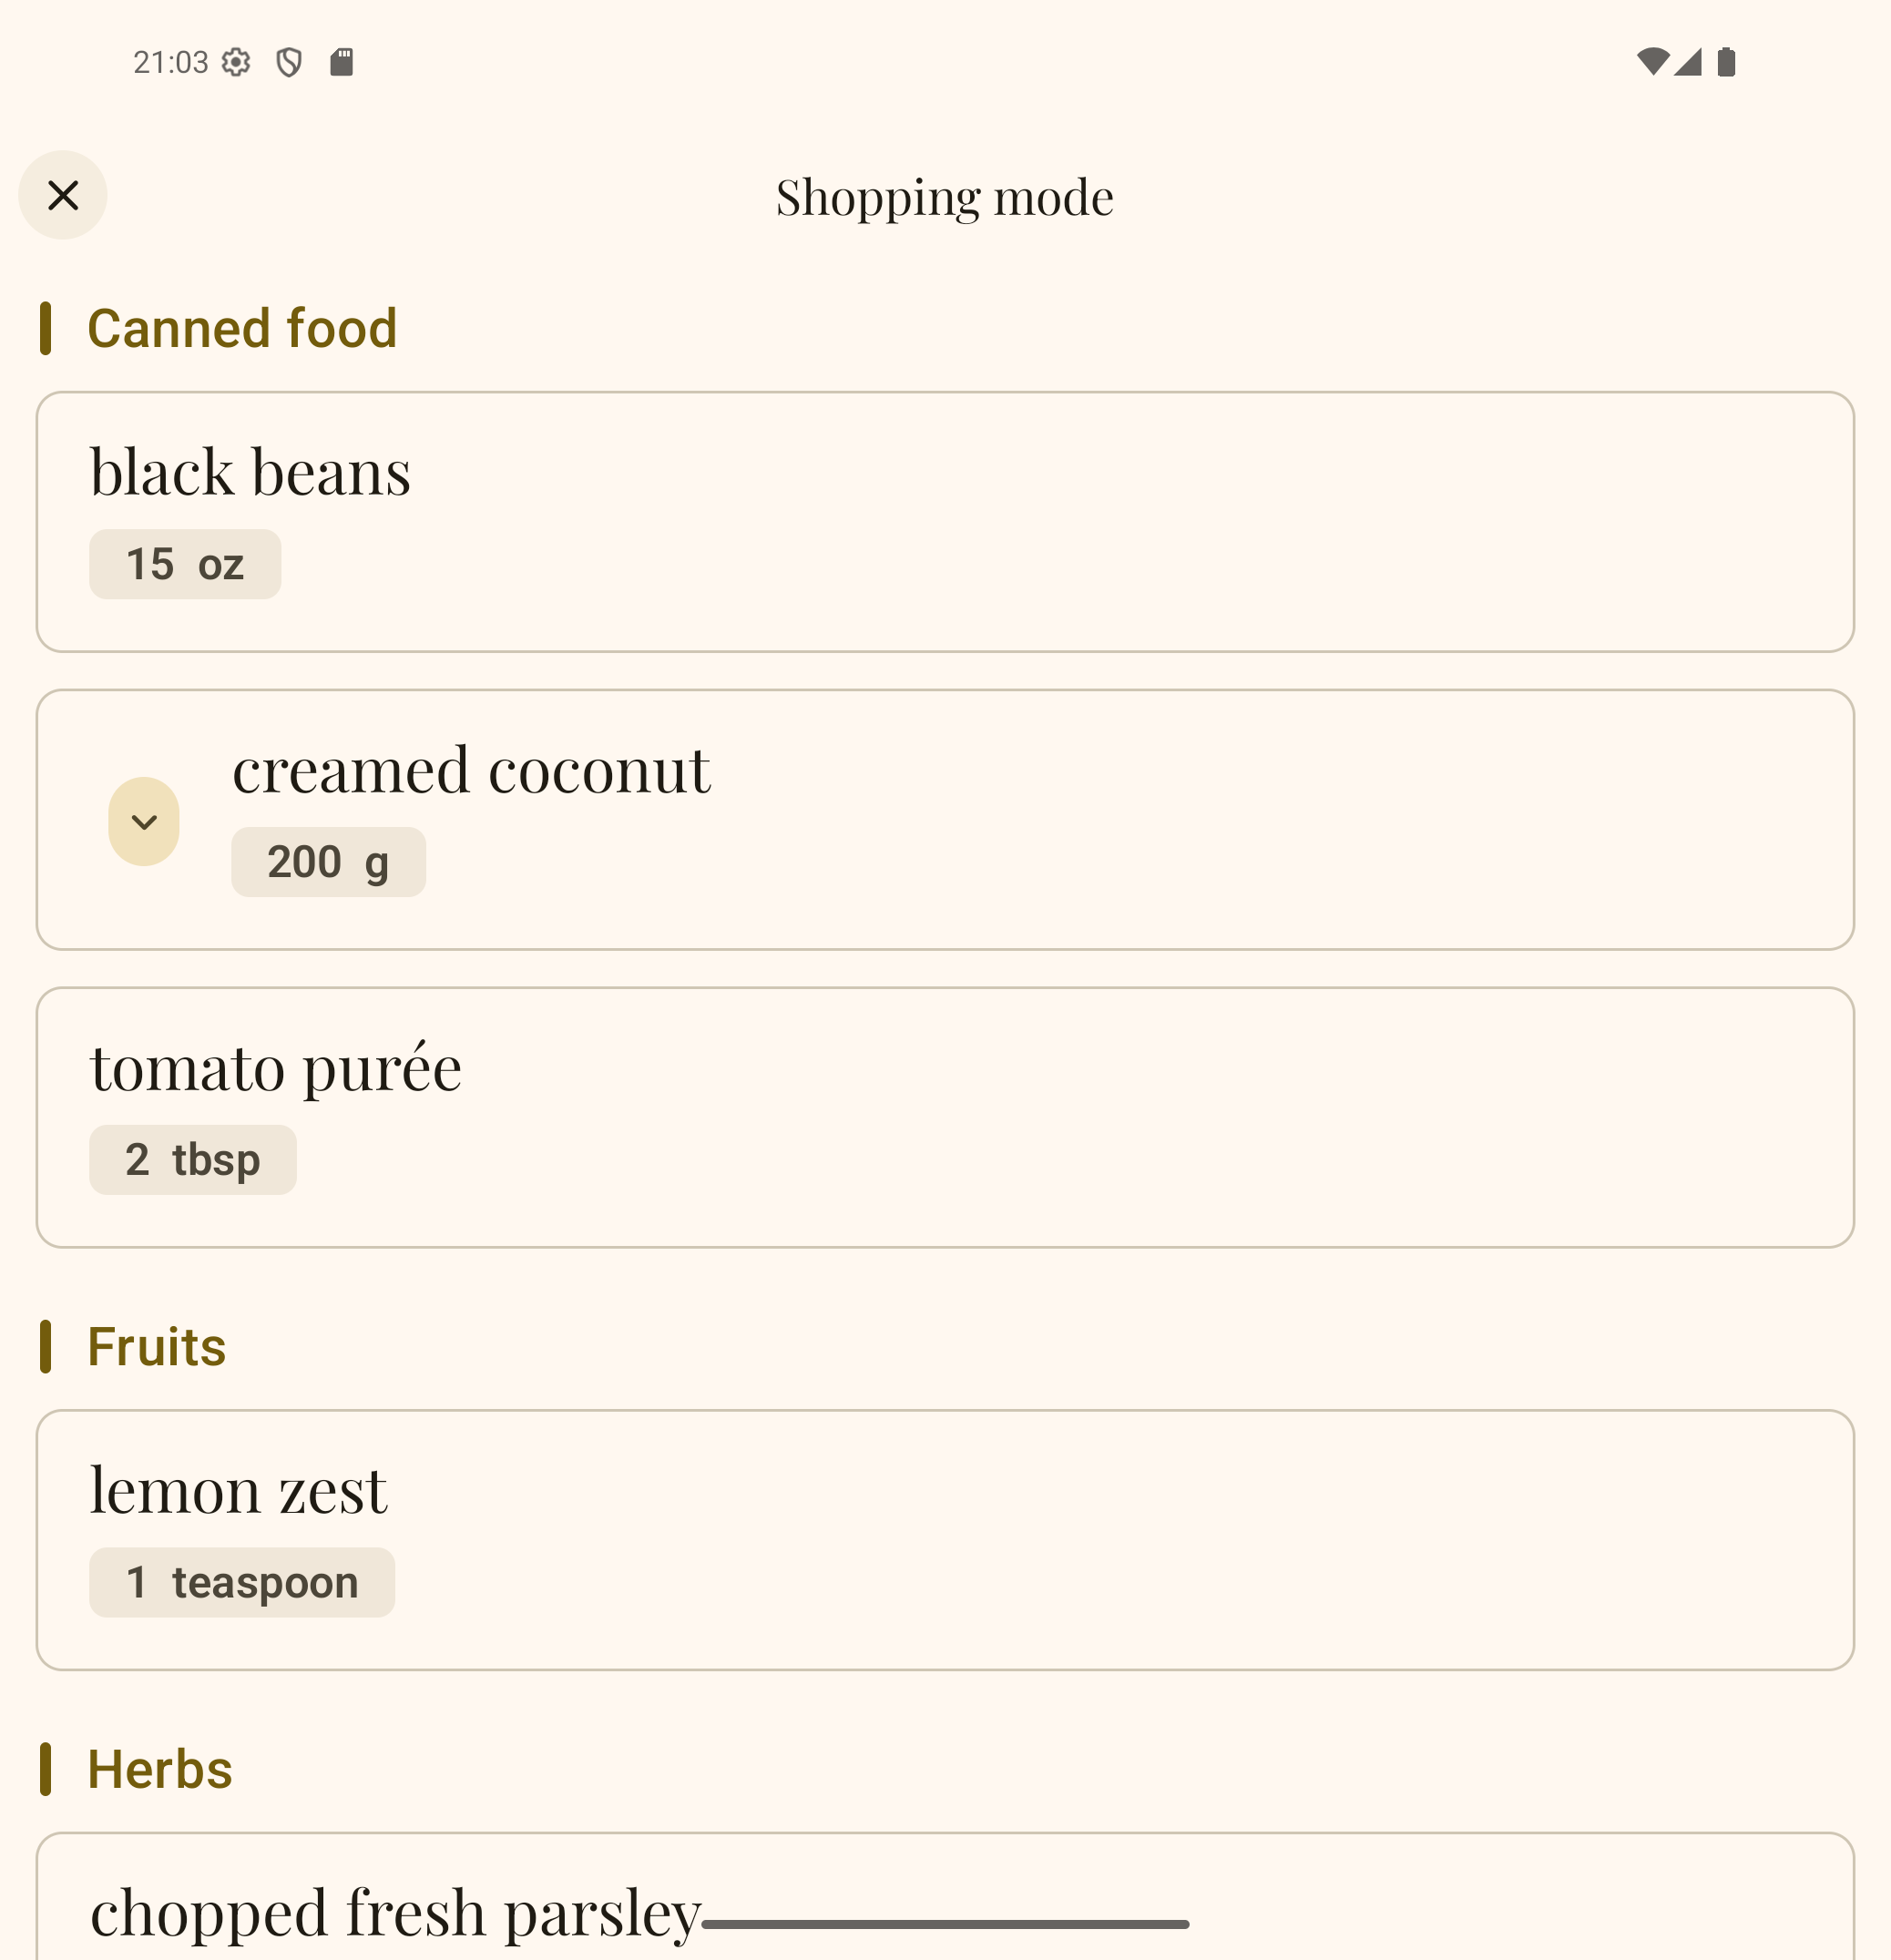 21:03
Shopping mode
Canned food
black beans
15 oz
creamed coconut
200 g
tomato purée
2 tbsp
Fruits
lemon zest
1 teaspoon
Herbs
chopped fresh parsley